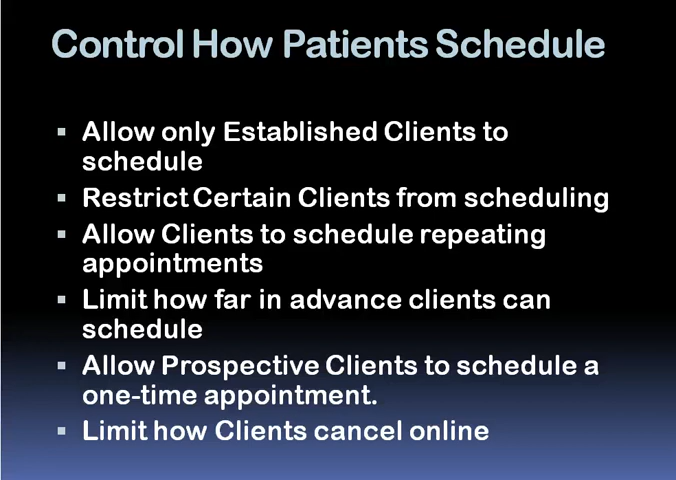 Control How Patients Schedule
▪ Allow only Established Clients to
schedule
▪ Restrict Certain Clients from scheduling
▪ Allow Clients to schedule repeating
appointments
▪ Limit how far in advance clients can
schedule
▪ Allow Prospective Clients to schedule a
one-time appointment.
▪ Limit how Clients cancel online